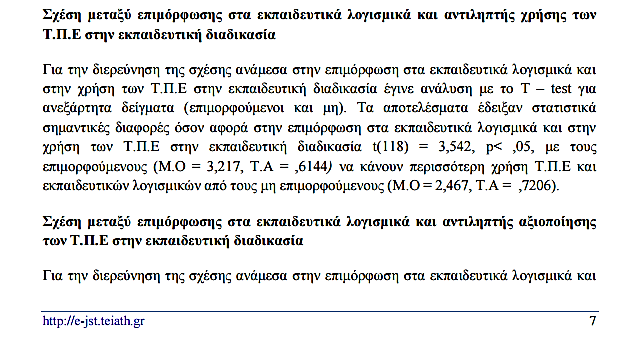 Σχέση μεταξύ επιμόρφωσης στα εκπαιδευτικά λογισμικά και αντιληπτής χρήσης των
Τ.Π.Ε στην εκπαιδευτική διαδικασία
Για την διερεύνηση της σχέσης ανάμεσα στην επιμόρφωση στα εκπαιδευτικά λογισμικά και
στην χρήση των Τ.Π.Ε στην εκπαιδευτική διαδικασία έγινε ανάλυση με το Τ – test για
ανεξάρτητα δείγματα (επιμορφούμενοι και μη). Τα αποτελέσματα έδειξαν στατιστικά
σημαντικές διαφορές όσον αφορά στην επιμόρφωση στα εκπαιδευτικά λογισμικά και στην
χρήση των Τ.Π.Ε στην εκπαιδευτική διαδικασία t(118) = 3,542, p< ,05, με τους
επιμορφούμενους (Μ.Ο = 3,217, Τ.Α = ,6144) να κάνουν περισσότερη χρήση Τ.Π.Ε και
εκπαιδευτικών λογισμικών από τους μη επιμορφούμενους (Μ.Ο = 2,467, Τ.Α = ,7206).
Σχέση μεταξύ επιμόρφωσης στα εκπαιδευτικά λογισμικά και αντιληπτής αξιοποίησης
των Τ.Π.Ε στην εκπαιδευτική διαδικασία
Για την διερεύνηση της σχέσης ανάμεσα στην επιμόρφωση στα εκπαιδευτικά λογισμικά και
http://e-jst.teiath.gr 7